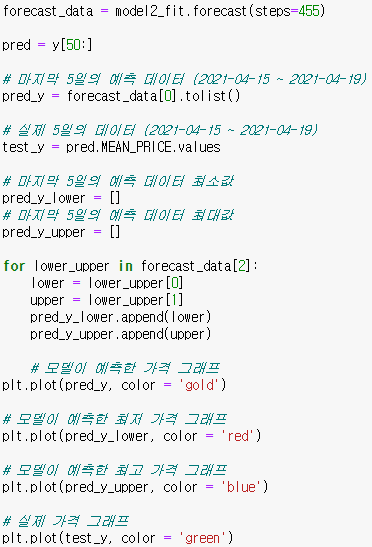 forecast_data = model2_fit.forecast(steps=455)
pred = y[50:]
# 마지막 5일의 예측 데이터 (2021-04-15 ~ 2021-04-19)
pred_y = forecast_data[0].tolist()
# 실제 5일의 데이터 (2021-04-15 ~ 2021-04-19)
test_y = pred.MEAN_PRICE.values
# 마지막 5일의 예측 데이터 최소값
pred_y_lower = []
# 마지막 5일의 예측 데이터 최대값
pred_y_upper = []
for lower_upper in forecast_data[2]:
    lower = lower_upper[0]
    upper = lower_upper[1]
    pred_y_lower.append(lower)
    pred_y_upper.append(upper)
    # 모델이 예측한 가격 그래프
plt.plot(pred_y, color = 'gold')
# 모델이 예측한 최저 가격 그래프
plt.plot(pred_y_lower, color = 'red')
# 모델이 예측한 최고 가격 그래프
plt.plot(pred_y_upper, color = 'blue')
# 실제 가격 그래프
plt.plot(test_y, color = 'green')